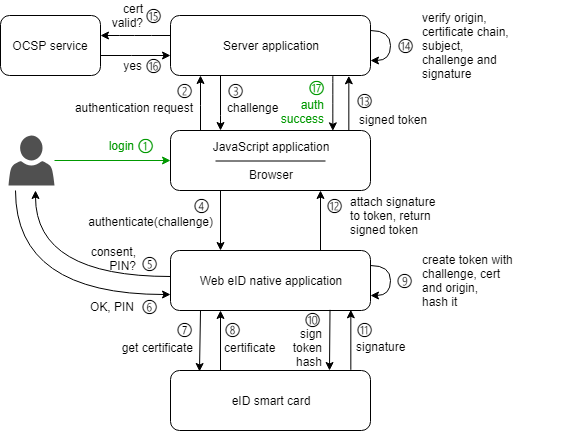 cert
valid? 15
OCSP service
yes 16
Server application
14
verify origin,
certificate chain,
subject,
challenge and
signature
2
authentication request
3
challenge
17
auth
success
13
signed token
login 1
JavaScript application
Browser
4
authenticate(challenge)
12
attach signature
to token, return
signed token
consent,
PIN? 5
OK, PIN 6
Web eID native application
9
create token with
challenge, cert
and origin,
hash it
7
get certificate
8
certificate
10
sign
token
hash
11
signature
eID smart card